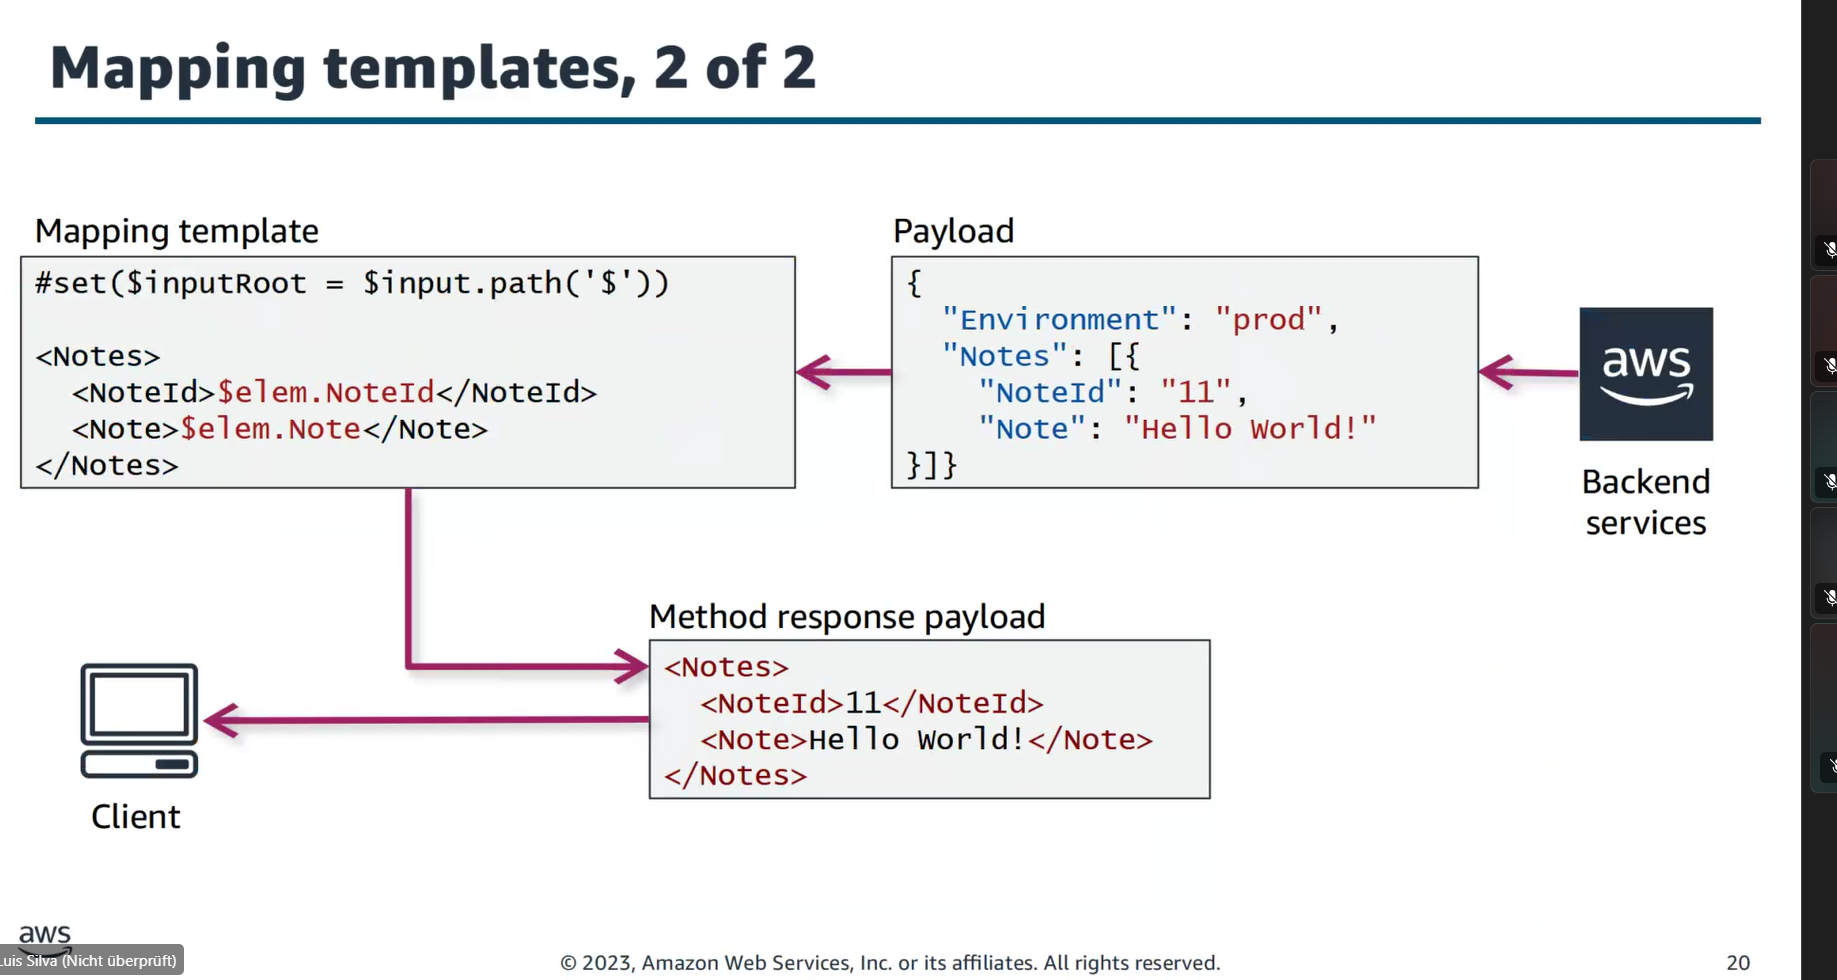 Mapping templates, 2 of 2
Mapping template
#set($inputRoot = $input.path('$'))
<Notes>
<NoteId>$elem.NoteId</NoteId>
<Note>$elem.Note</Note>
</Notes>
Payload
{
"Environment": "prod",
"Notes": [{
"NoteId": "11",
"Note": "Hello World!"
}]}
aws
Backend
services
Method response payload
<Notes>
<NoteId>11</NoteId>
<Note>Hello World!</Note>
</Notes>
Client
aws
Luis Silva (Nicht überprüft)
© 2023, Amazon Web Services, Inc. or its affiliates. All rights reserved.
20